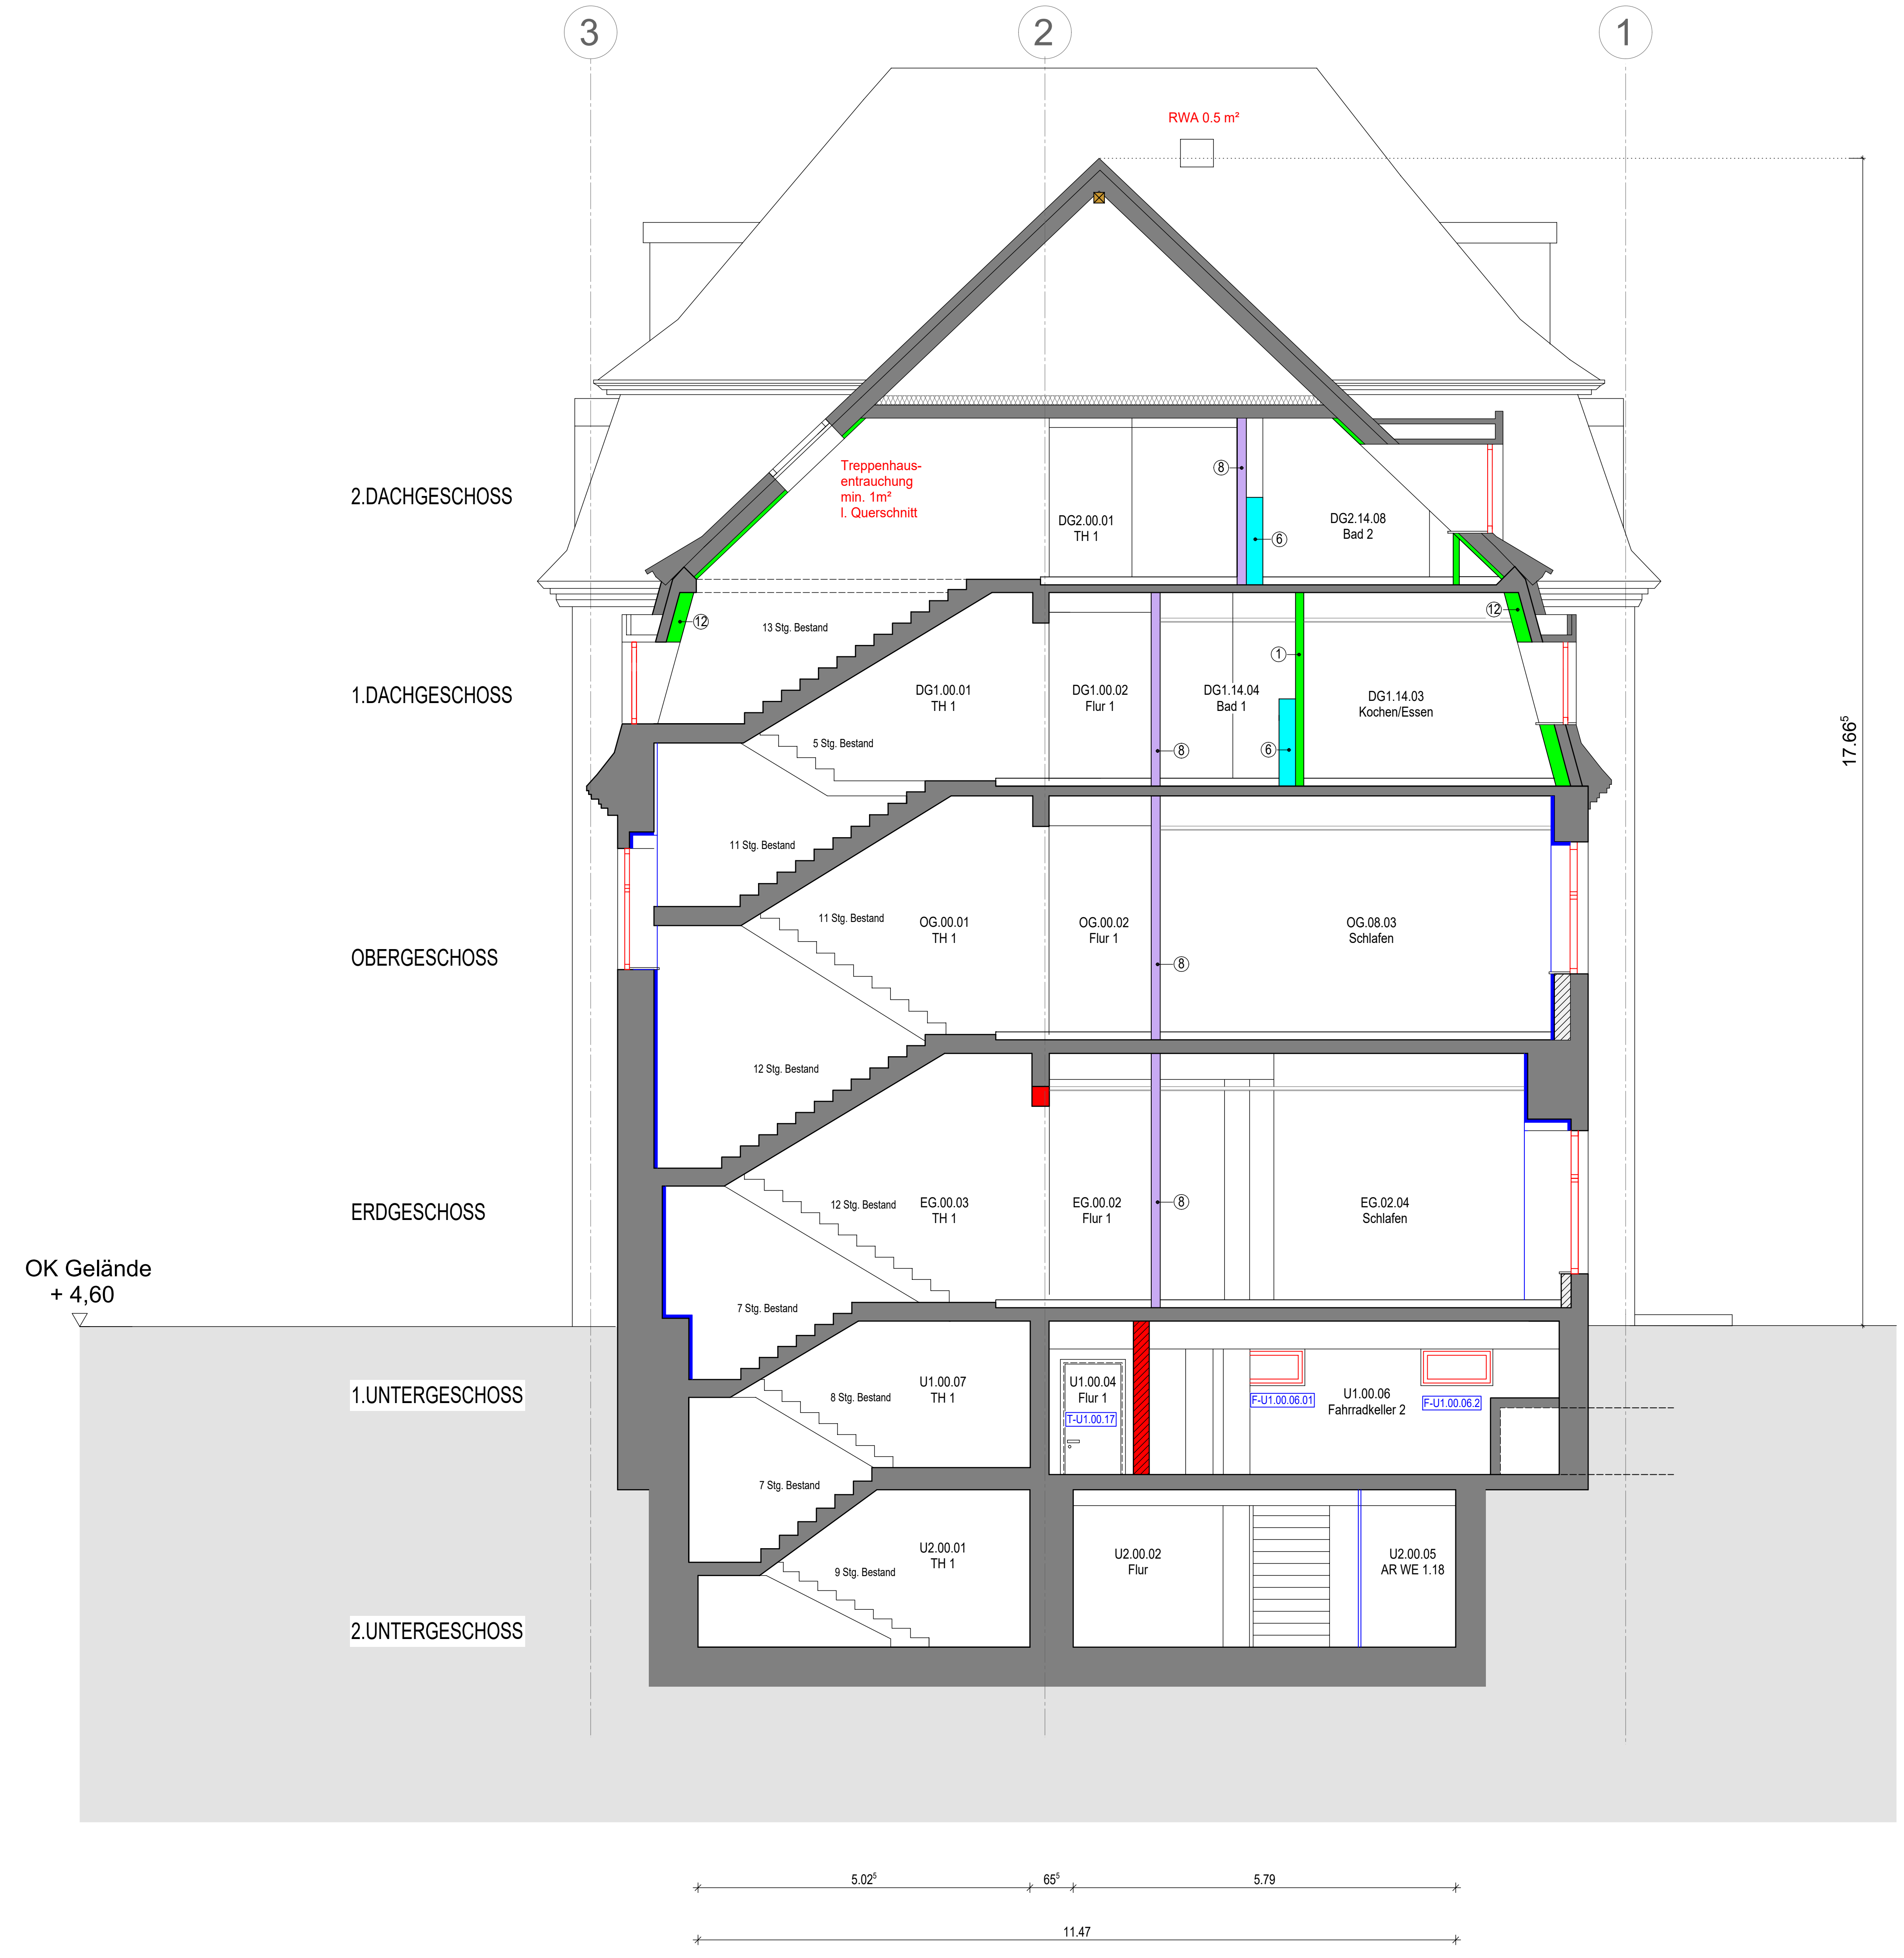 3
2
1
RWA 0.5 m²
17.66⁵
2.DACHGESCHOSS
Treppenhaus-
entrauchung
min. 1m²
l. Querschnitt
8
6
DG2.00.01
TH 1
DG2.14.08
Bad 2
12
12
13 Stg. Bestand
1
1.DACHGESCHOSS
DG1.00.01
TH 1
DG1.00.02
Flur 1
DG1.14.04
Bad 1
DG1.14.03
Kochen/Essen
5 Stg. Bestand
8
6
11 Stg. Bestand
11 Stg. Bestand
OG.00.01
TH 1
OG.00.02
Flur 1
OG.08.03
Schlafen
OBERGESCHOSS
8
12 Stg. Bestand
ERDGESCHOSS
12 Stg. Bestand
EG.00.03
TH 1
EG.00.02
Flur 1
8
EG.02.04
Schlafen
OK Gelände
+ 4,60
7 Stg. Bestand
1.UNTERGESCHOSS
8 Stg. Bestand
U1.00.07
TH 1
U1.00.04
Flur 1
T-U1.00.17
F-U1.00.06.01
U1.00.06
Fahrradkeller 2
F-U1.00.06.2
7 Stg. Bestand
9 Stg. Bestand
U2.00.01
TH 1
U2.00.02
Flur
U2.00.05
AR WE 1.18
2.UNTERGESCHOSS
5.02⁵
65⁵
5.79
11.47